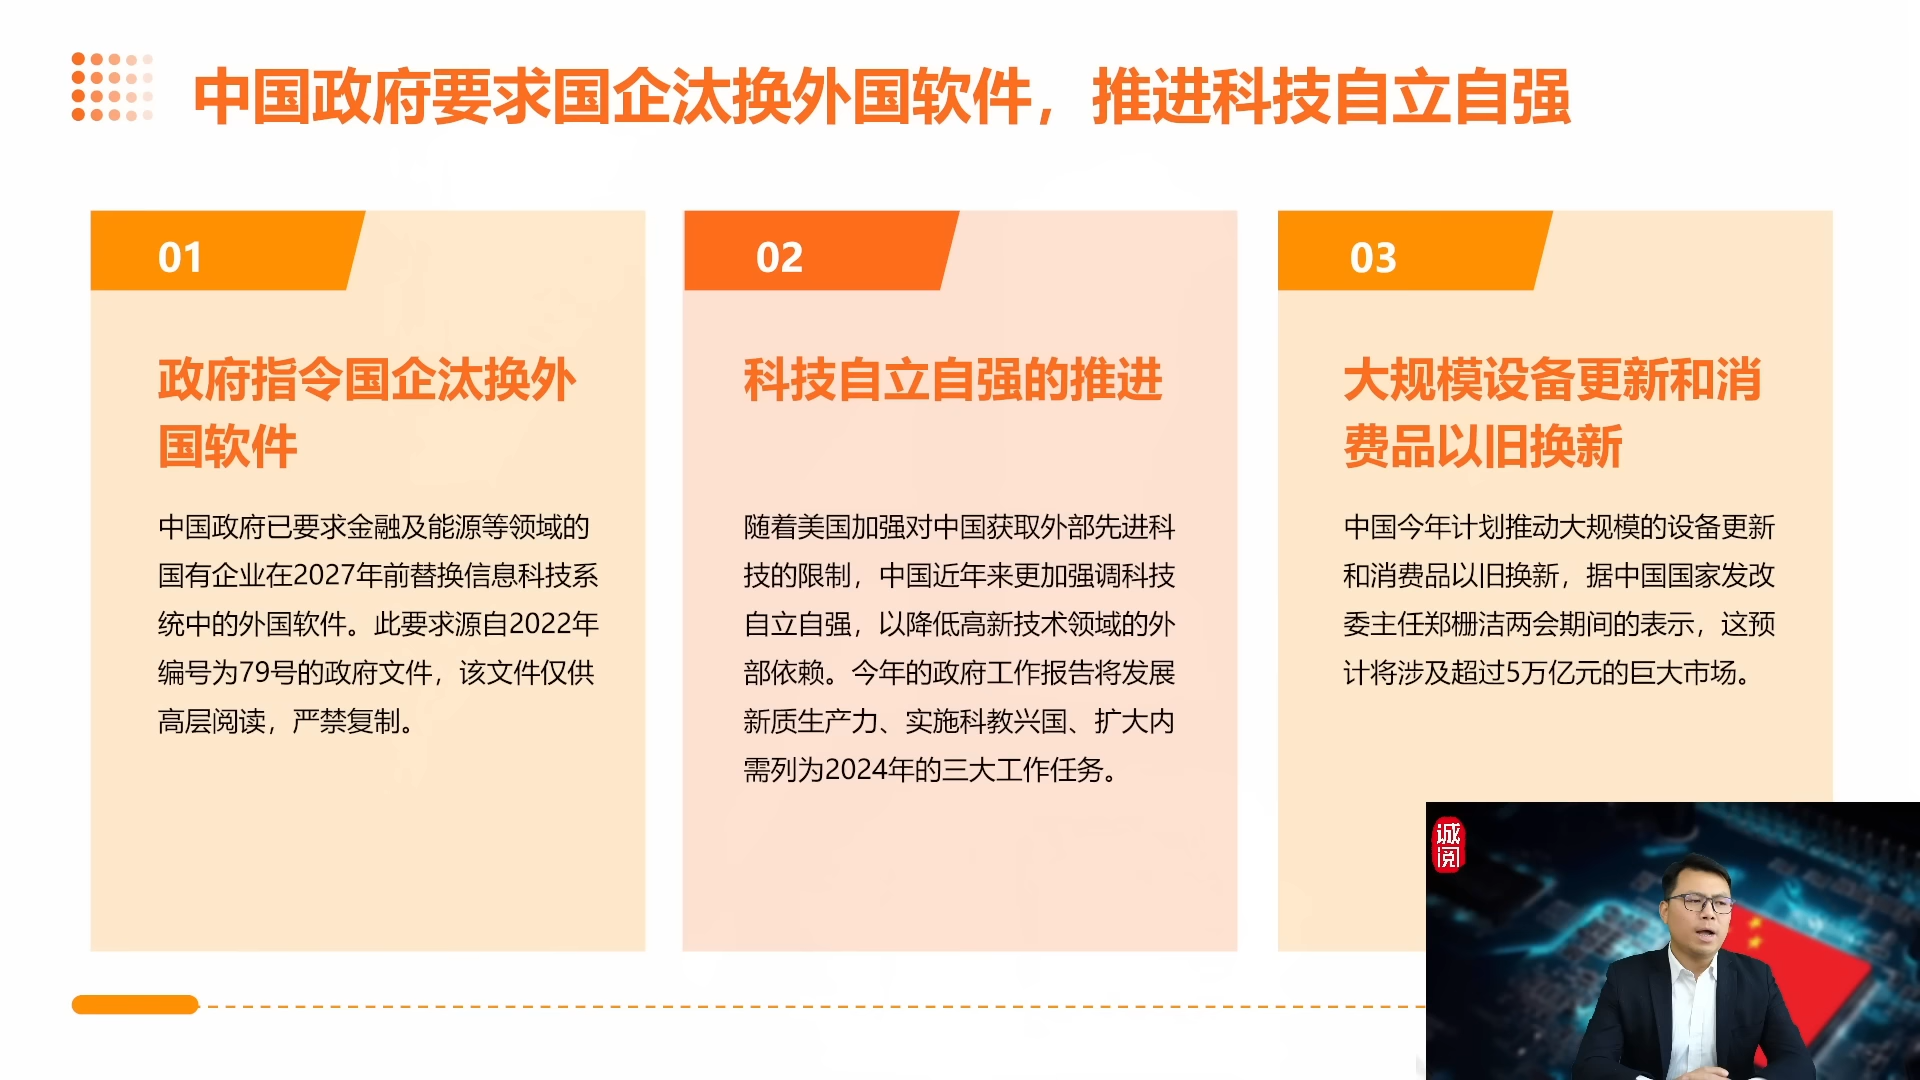 中国政府要求国企汰换外国软件，推进科技自立自强
01
政府指令国企汰换外
国软件
中国政府已要求金融及能源等领域的
国有企业在2027年前替换信息科技系
统中的外国软件。此要求源自2022年
编号为79号的政府文件，该文件仅供
高层阅读，严禁复制。
02
科技自立自强的推进
随着美国加强对中国获取外部先进科
技的限制，中国近年来更加强调科技
自立自强，以降低高新技术领域的外
部依赖。今年的政府工作报告将发展
新质生产力、实施科教兴国、扩大内
需列为2024年的三大工作任务。
03
大规模设备更新和消
费品以旧换新
中国今年计划推动大规模的设备更新
和消费品以旧换新，据中国国家发改
委主任郑栅洁两会期间的表示，这预
计将涉及超过5万亿元的巨大市场。
诚
阅